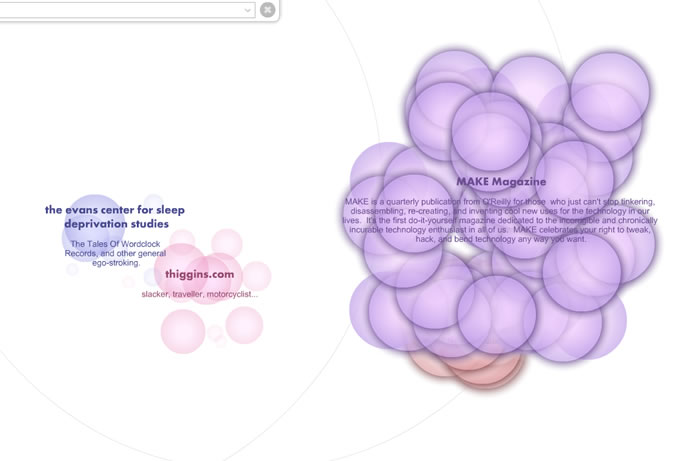 the evans center for sleep
deprivation studies
The Tales Of Wordclock
Records, and other general
ego-stroking.
thiggins.com
slacker, traveller, motorcyclist...
MAKE Magazine
MAKE is a quarterly publication from O'Reilly for those who just can't stop tinkering,
disassembling, re-creating, and inventing cool new uses for the technology in our
lives. It's the first do-it-yourself magazine dedicated to the incorrigible and chronically
incurable technology enthusiast in all of us. MAKE celebrates your right to tweak,
hack, and bend technology any way you want.